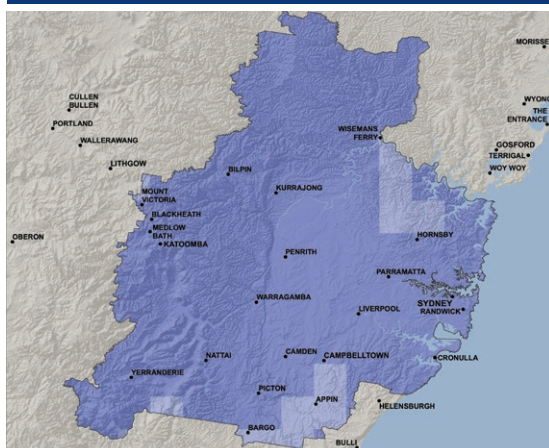 MORISSE
CULLEN
BULLEN
WYONG
THE
ENTRANCE
PORTLAND
WISEMANS
FERRY
WALLERAWANG
GOSFORD
TERRIGAL
LITHGOW
BILPIN
WOY WOY
KURRAJONG
MOUNT
VICTORIA
BLACKHEATH
MEDLOW
BATH
KATOOMBA
OBERON
HORNSBY
PENRITH
PARRAMATTA
WARRAGAMBA
SYDNEY
RANDWICK
LIVERPOOL
NATTAI
CAMDEN
CAMPBELLTOWN
CRONULLA
YERRANDERIE
PICTON
APPIN
HELENSBURGH
BARGO
BULLI